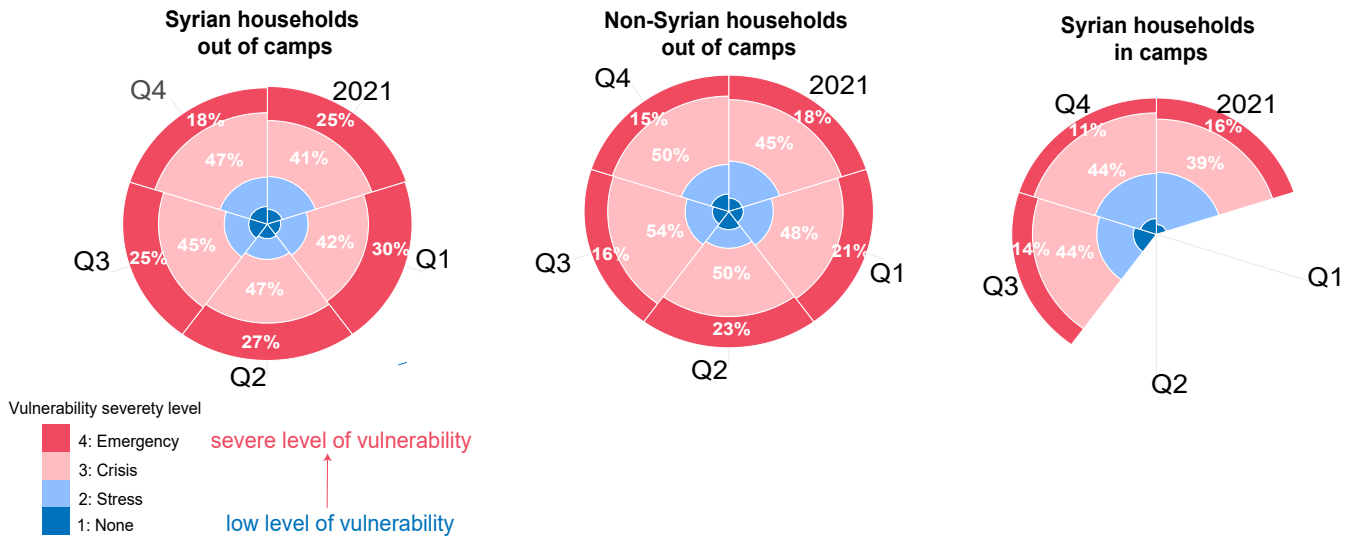 Syrian households
out of camps
Q4
2021
18%
25%
47%
41%
45%
42%
25%
30%
Q3
Q1
47%
27%
Q2
Non-Syrian households
out of camps
Q4
2021
15%
18%
50%
45%
54%
48%
16%
21%
Q3
Q1
50%
23%
Q2
Syrian households
in camps
Q4
2021
11%
16%
44%
39%
14%
44%
Q3
Q1
Q2
Vulnerability severety level
4: Emergency
3: Crisis
2: Stress
1: None
severe level of vulnerability
low level of vulnerability